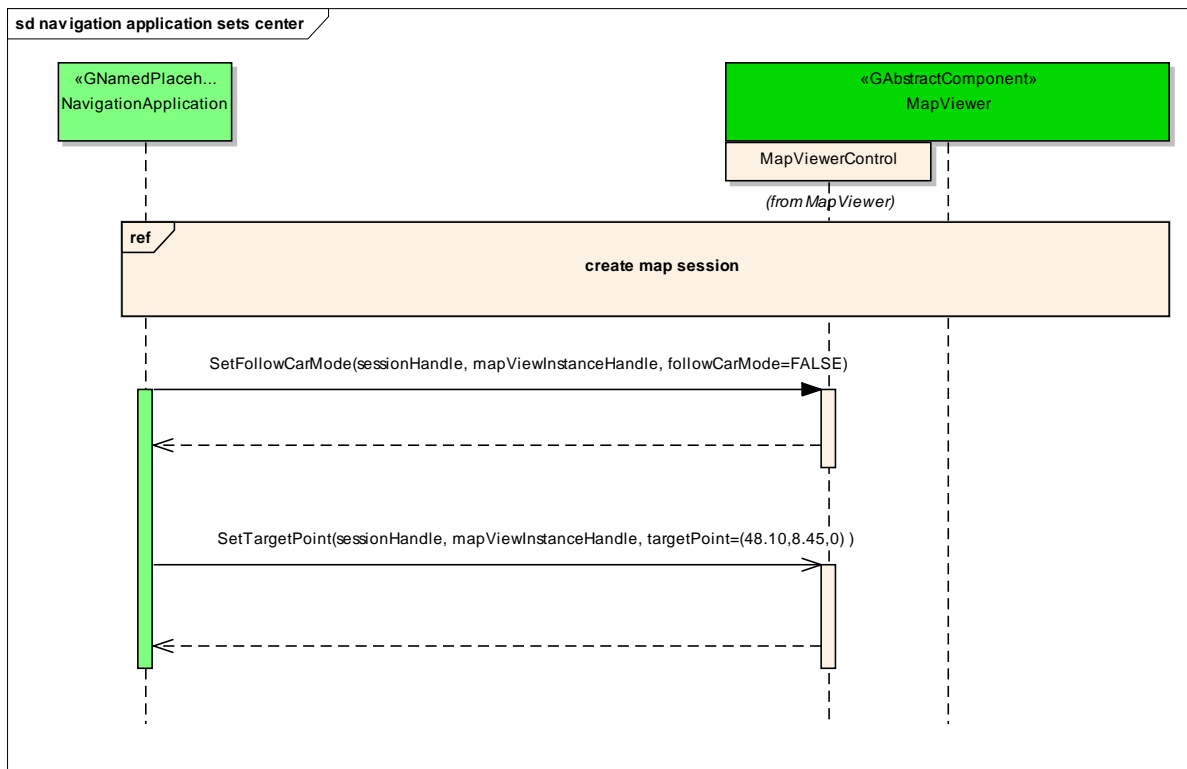 sd navigation application sets center
«GNamedPlaceh...
NavigationApplication
«GAbstractComponent»
MapViewer
MapViewerControl
(from MapViewer)
ref
create map session
SetFollowCarMode(sessionHandle, mapViewInstanceHandle, followCarMode=FALSE)
SetTargetPoint(sessionHandle, mapViewInstanceHandle, targetPoint=(48.10,8.45,0) )